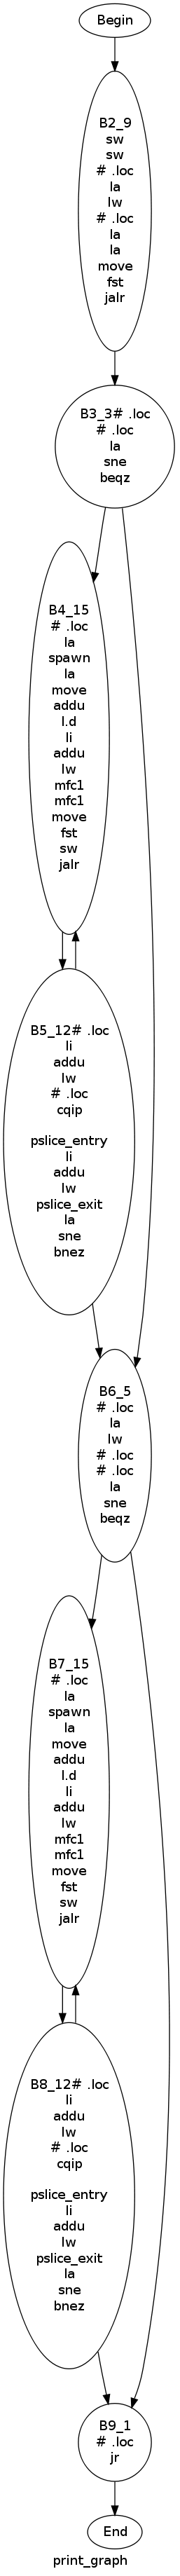 Begin
B2_9
sw
sw
# .loc
la
lw
# .loc
la
la
move
fst
jalr
B3_3# .loc
# .loc
la
sne
beqz
B4_15
# .loc
la
spawn
la
move
addu
l.d
li
addu
lw
mfc1
mfc1
move
fst
sw
jalr
B5_12# .loc
li
addu
lw
# .loc
cqip
pslice_entry
li
addu
lw
pslice_exit
la
sne
bnez
B6_5
# .loc
la
lw
# .loc
# .loc
la
sne
beqz
B7_15
# .loc
la
spawn
la
move
addu
l.d
li
addu
lw
mfc1
mfc1
move
fst
sw
jalr
B8_12# .loc
li
addu
lw
# .loc
cqip
pslice_entry
li
addu
lw
pslice_exit
la
sne
bnez
B9_1
# .loc
jr
End
print_graph